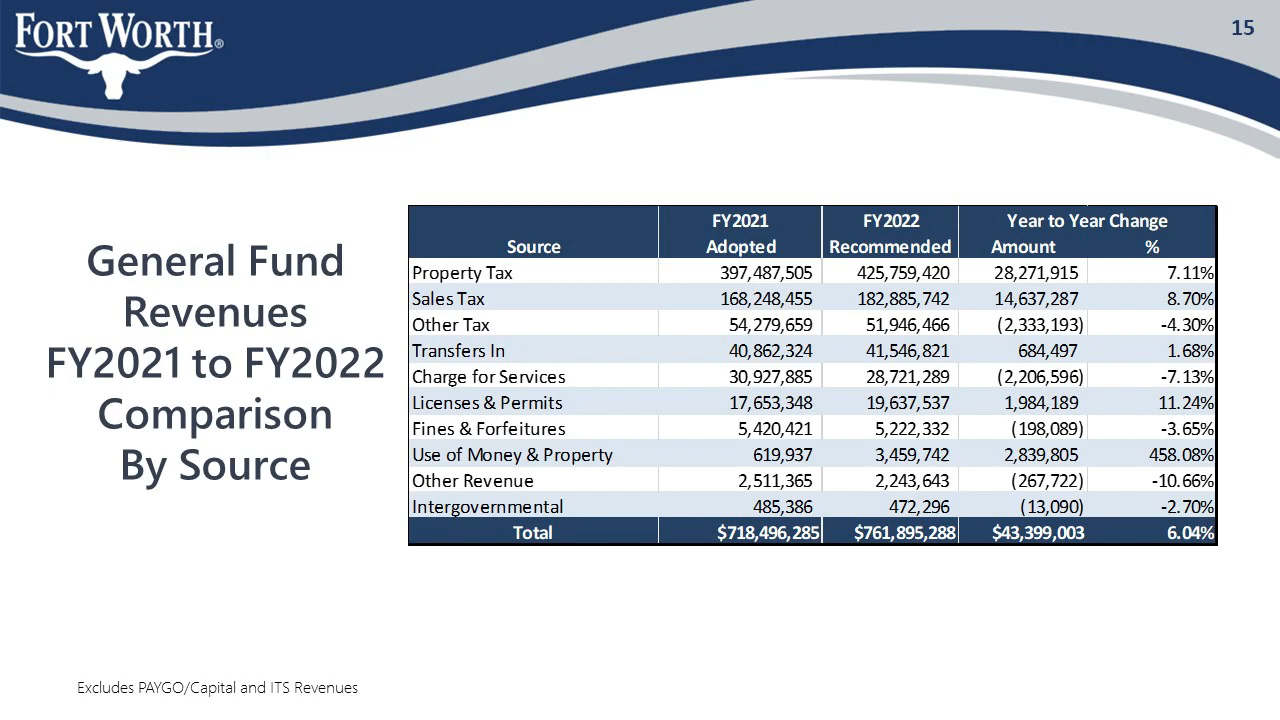 FORT WORTH®
15
General Fund
Revenues
FY2021 to FY2022
Comparison
By Source
FY2021 FY2022 Year to Year Change
Source Adopted Recommended Amount %
Property Tax 397,487,505 425,759,420 28,271,915 7.11%
Sales Tax 168,248,455 182,885,742 14,637,287 8.70%
Other Tax 54,279,659 51,946,466 (2,333,193) -4.30%
Transfers In 40,862,324 41,546,821 684,497 1.68%
Charge for Services 30,927,885 28,721,289 (2,206,596) -7.13%
Licenses & Permits 17,653,348 19,637,537 1,984,189 11.24%
Fines & Forfeitures 5,420,421 5,222,332 (198,089) -3.65%
Use of Money & Property 619,937 3,459,742 2,839,805 458.08%
Other Revenue 2,511,365 2,243,643 (267,722) -10.66%
Intergovernmental 485,386 472,296 (13,090) -2.70%
Total $718,496,285 $761,895,288 $43,399,003 6.04%
Excludes PAYGO/Capital and ITS Revenues